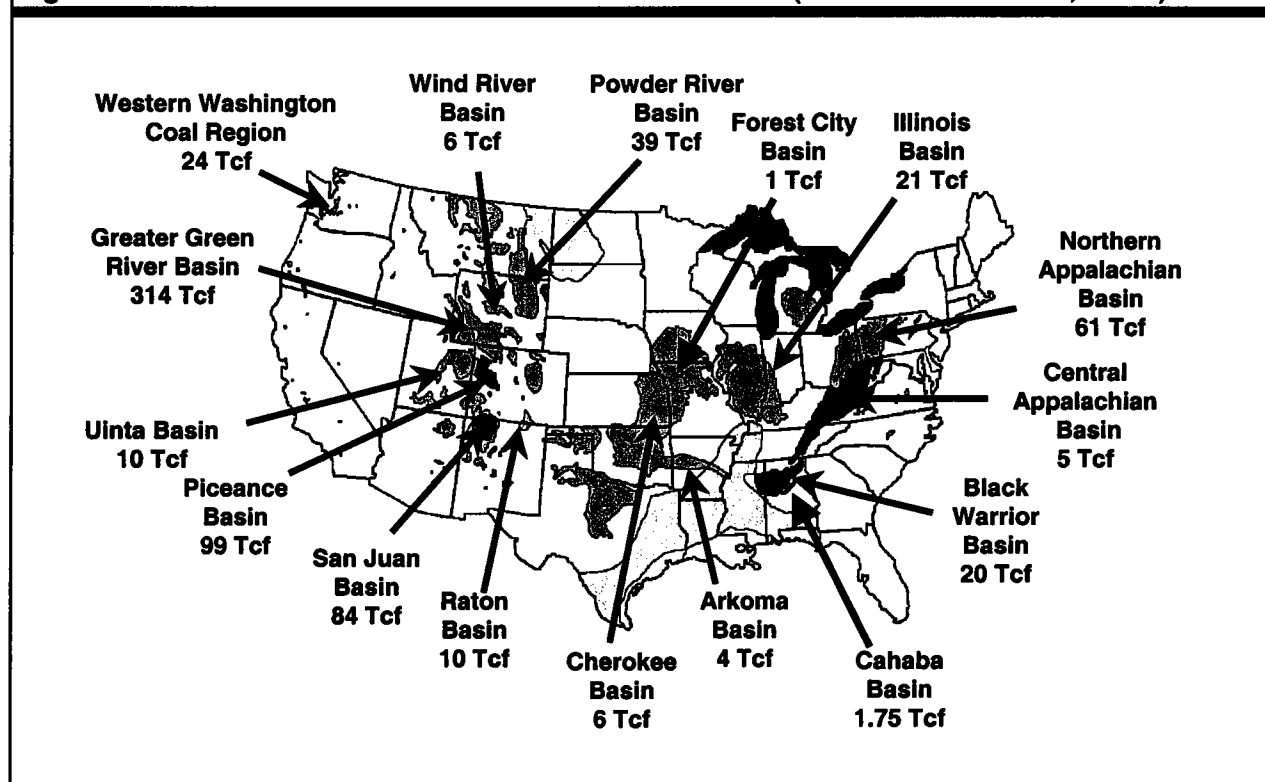 Wind River
Basin
6 Tcf
Powder River
Basin
39 Tcf
Western Washington
Coal Region
24 Tcf
Forest City
Basin
1 Tcf
Illinois
Basin
21 Tcf
Greater Green
River Basin
314 Tcf
Northern
Appalachian
Basin
61 Tcf
Central
Appalachian
Basin
5 Tcf
Uinta Basin
10 Tcf
Piceance
Basin
99 Tcf
San Juan
Basin
84 Tcf
Raton
Basin
10 Tcf
Cherokee
Basin
6 Tcf
Arkoma
Basin
4 Tcf
Black
Warrior
Basin
20 Tcf
Cahaba
Basin
1.75 Tcf